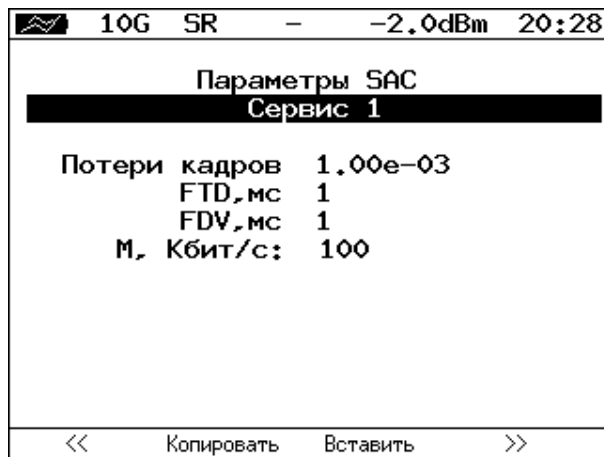 10G SR – –2.0dBm 20:28
Параметры SAC
Сервис 1
Потери кадров 1.00e–03
FTD,мс 1
FDV,мс 1
М, Кбит/с: 100
<< Копировать Вставить >>